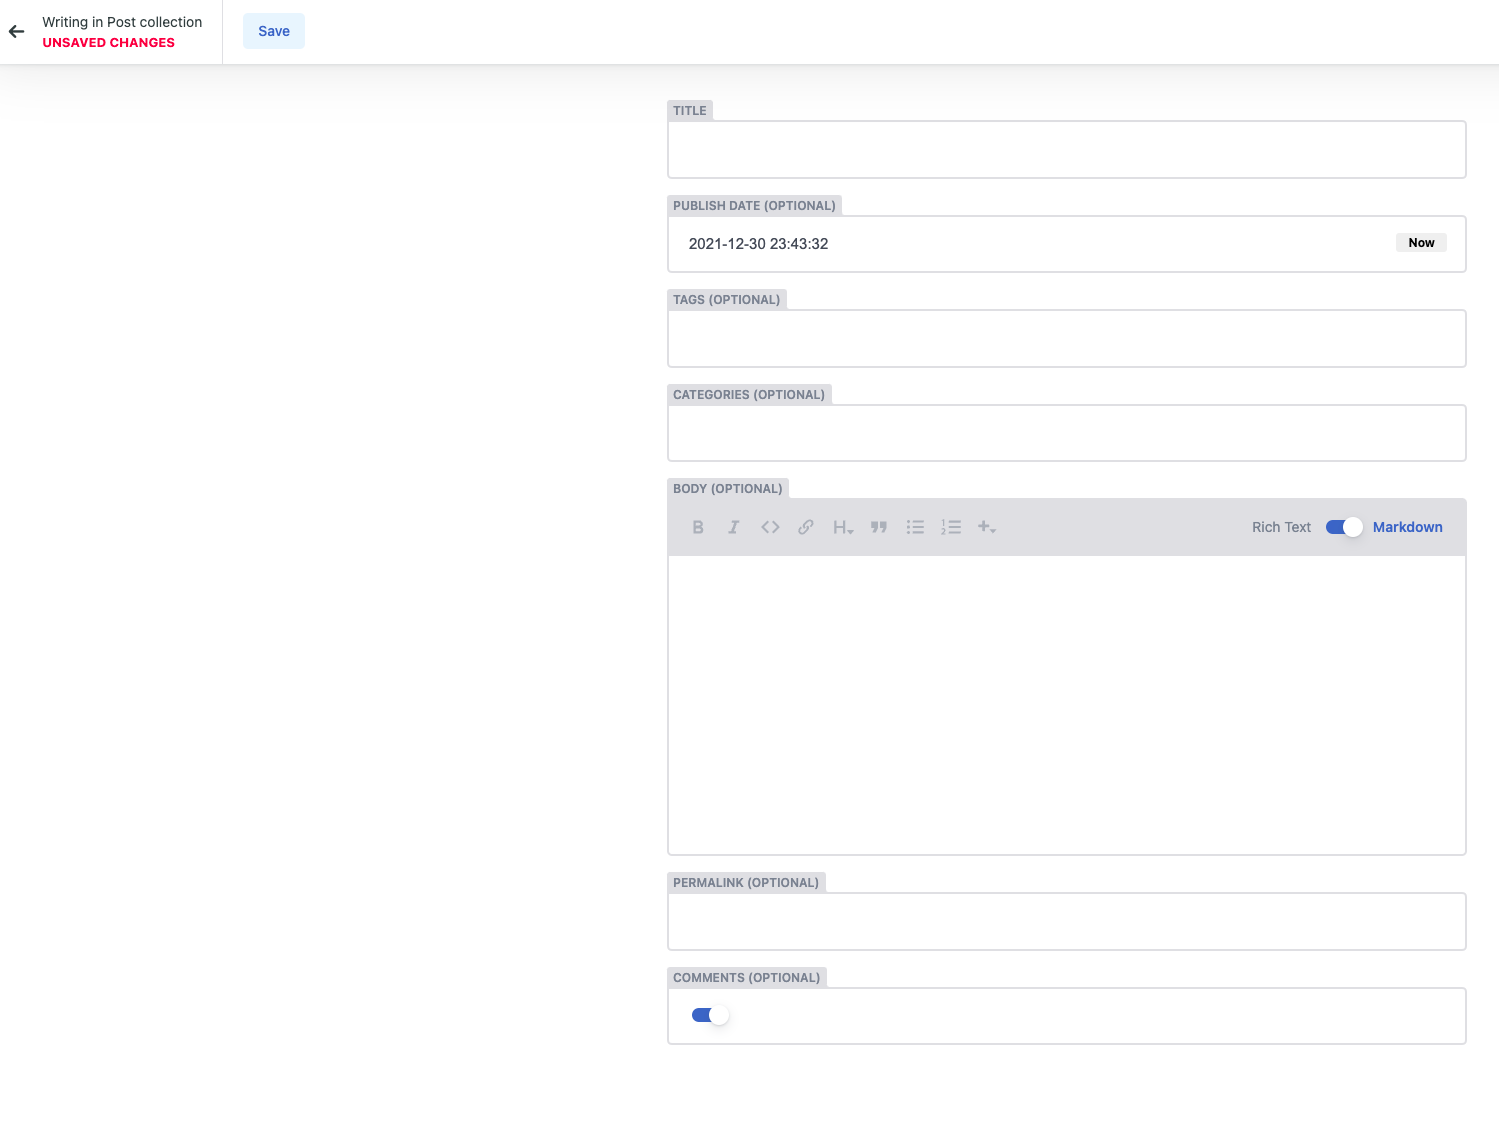 Writing in Post collection
UNSAVED CHANGES
Save
TITLE
PUBLISH DATE (OPTIONAL)
2021-12-30 23:43:32
Now
TAGS (OPTIONAL)
CATEGORIES (OPTIONAL)
BODY (OPTIONAL)
B I <> H Rich Text Markdown
PERMALINK (OPTIONAL)
COMMENTS (OPTIONAL)